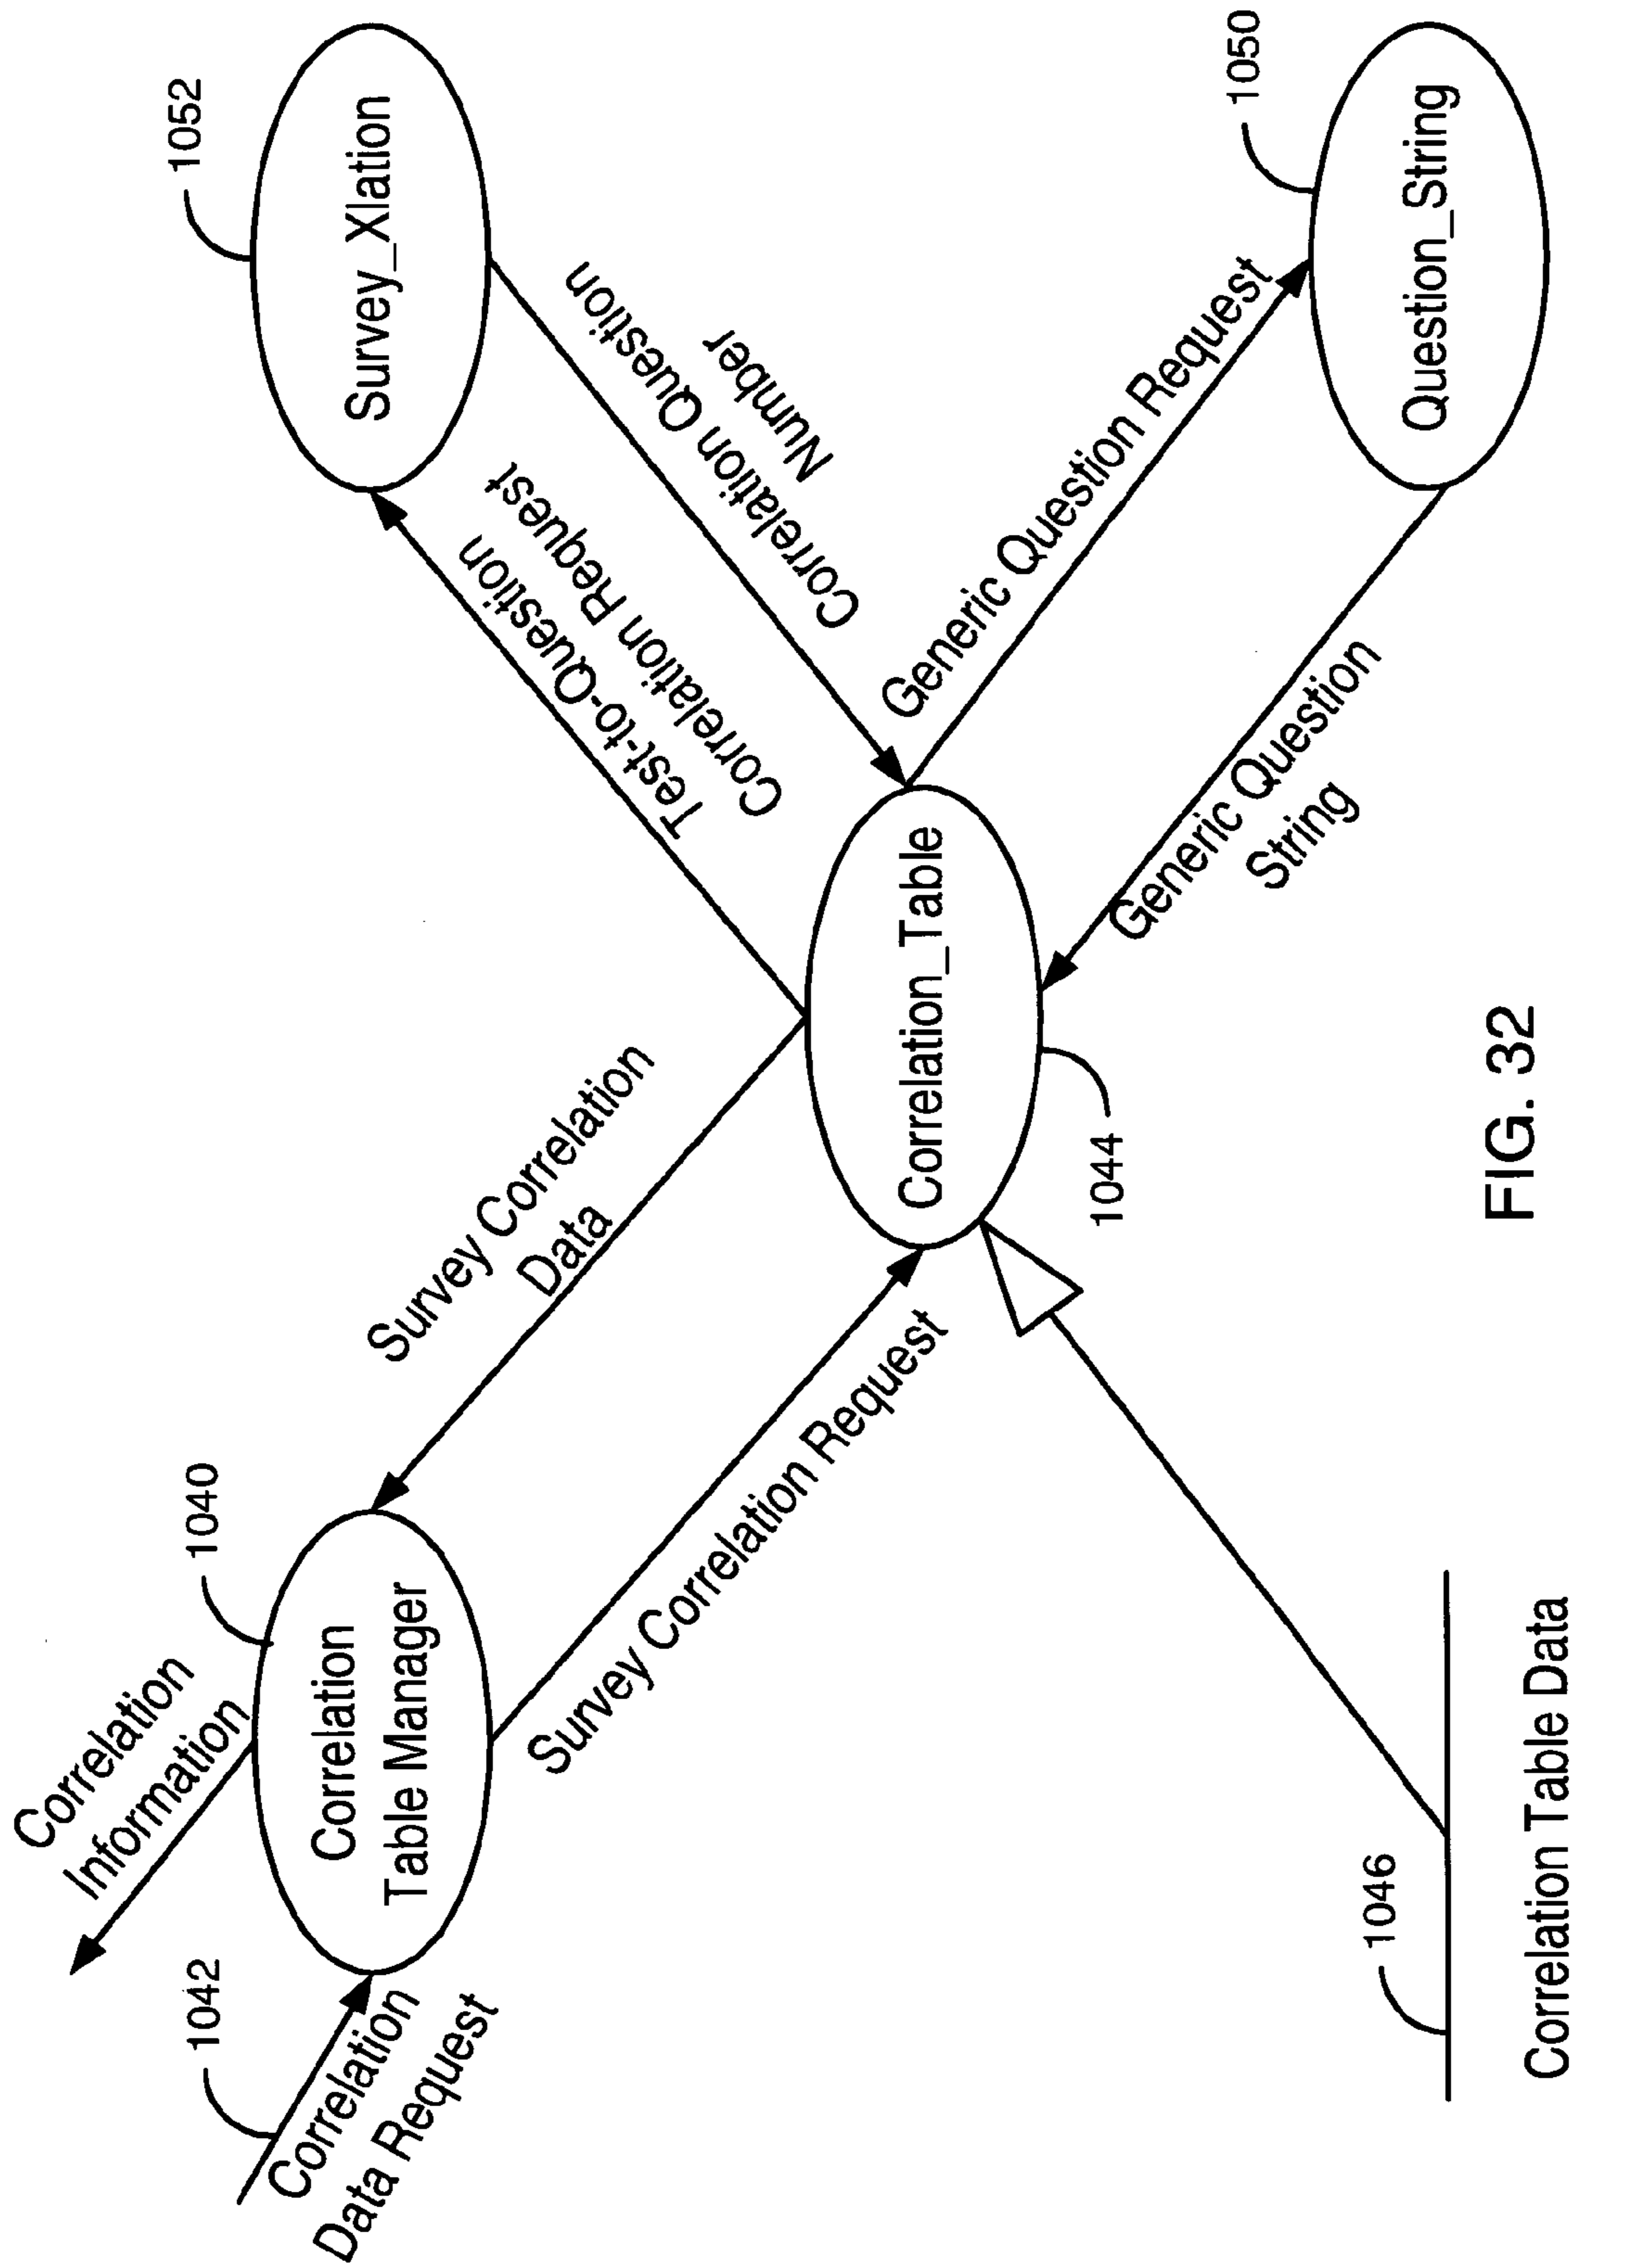 Correlation
Information
1042
Correlation
Data Request
1040
Correlation
Table Manager
Survey Correlation
Data
Survey Correlation Request
1052
Survey_Xlation
Test-to-Question
Correlation Request
Correlation Question
Number
Correlation_Table
1044
Generic Question Request
Generic Question
String
1050
Question_String
1046
Correlation Table Data
FIG. 32